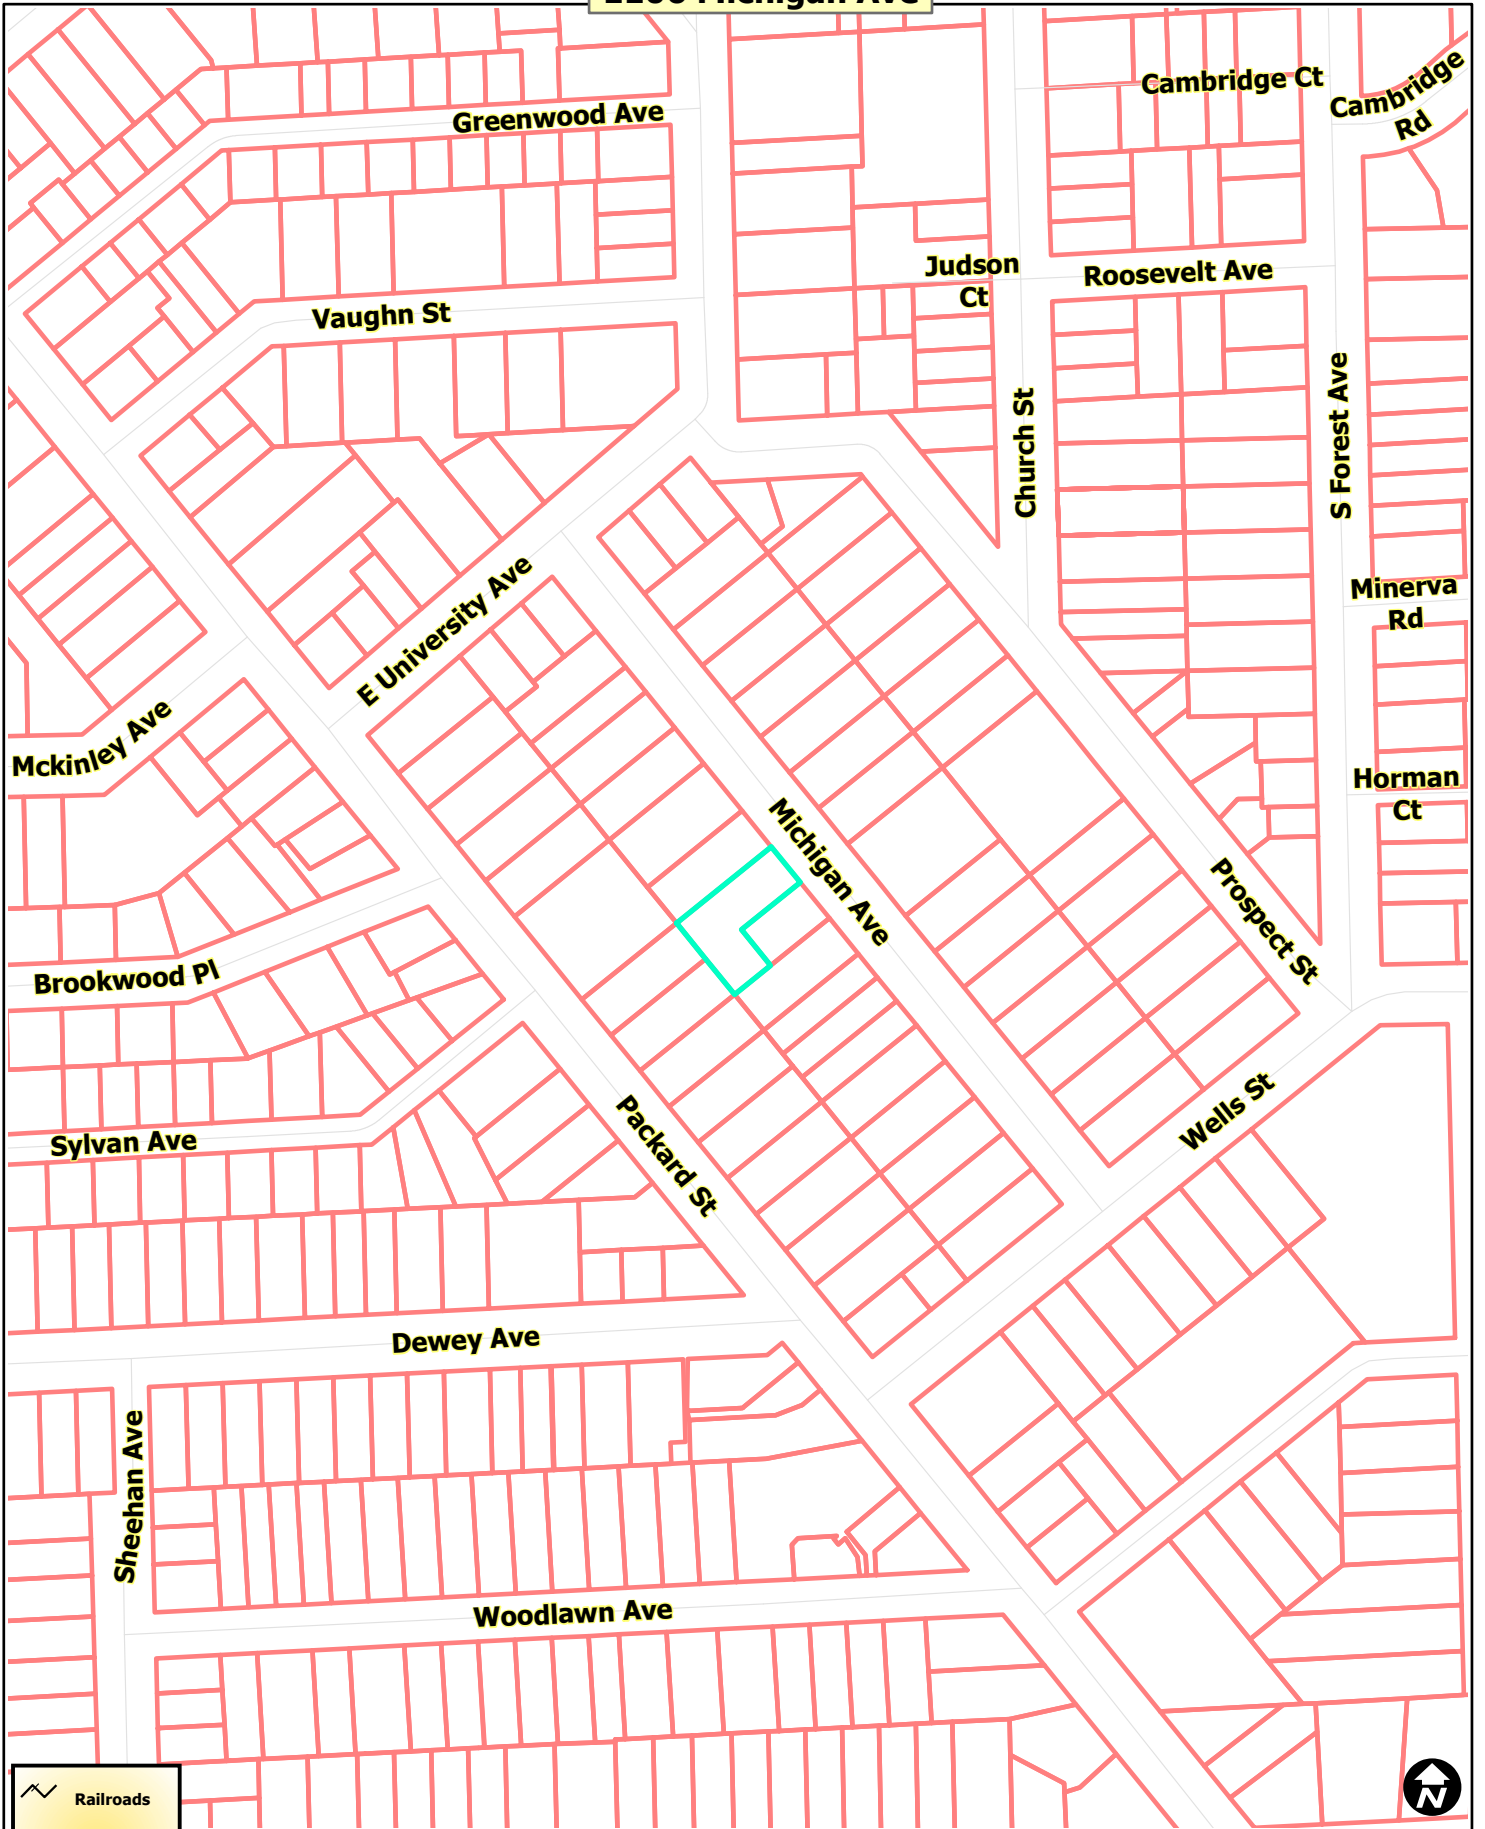 Michigan Ave
Cambridge Ct
Cambridge
Rd
Greenwood Ave
Judson
Ct
Roosevelt Ave
Vaughn St
Church St
S Forest Ave
E University Ave
Minerva
Rd
Mckinley Ave
Horman
Ct
Michigan Ave
Prospect St
Brookwood Pl
Wells St
Packard St
Sylvan Ave
Dewey Ave
Sheehan Ave
Woodlawn Ave
Railroads
N